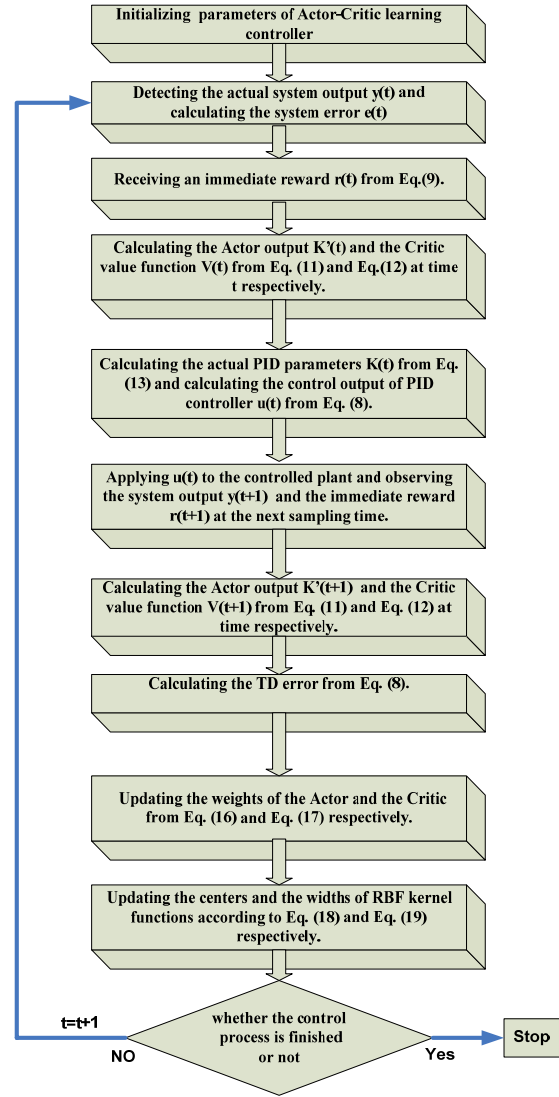 Initializing parameters of Actor-Critic learning
controller
Detecting the actual system output y(t) and
calculating the system error e(t)
Receiving an immediate reward r(t) from Eq.(9).
Calculating the Actor output K'(t) and the Critic
value function V(t) from Eq. (11) and Eq.(12) at time
t respectively.
Calculating the actual PID parameters K(t) from Eq.
(13) and calculating the control output of PID
controller u(t) from Eq. (8).
Applying u(t) to the controlled plant and observing
the system output y(t+1) and the immediate reward
r(t+1) at the next sampling time.
Calculating the Actor output K'(t+1) and the Critic
value function V(t+1) from Eq. (11) and Eq. (12) at
time respectively.
Calculating the TD error from Eq. (8).
Updating the weights of the Actor and the Critic
from Eq. (16) and Eq. (17) respectively.
Updating the centers and the widths of RBF kernel
functions according to Eq. (18) and Eq. (19)
respectively.
whether the control
process is finished
or not
t=t+1
NO
Yes
Stop